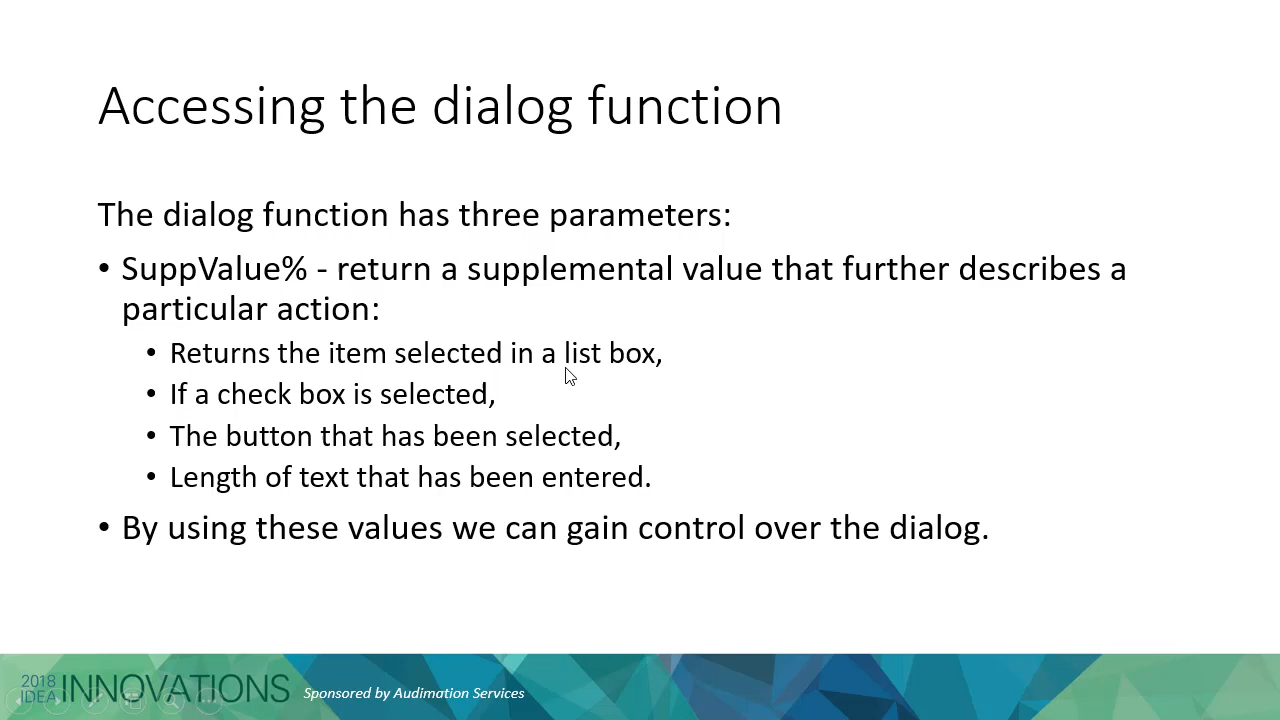 Accessing the dialog function
The dialog function has three parameters:
• SuppValue% - return a supplemental value that further describes a
particular action:
• Returns the item selected in a list box,
• If a check box is selected,
• The button that has been selected,
• Length of text that has been entered.
• By using these values we can gain control over the dialog.
2018
IDEA INNOVATIONS Sponsored by Audimation Services